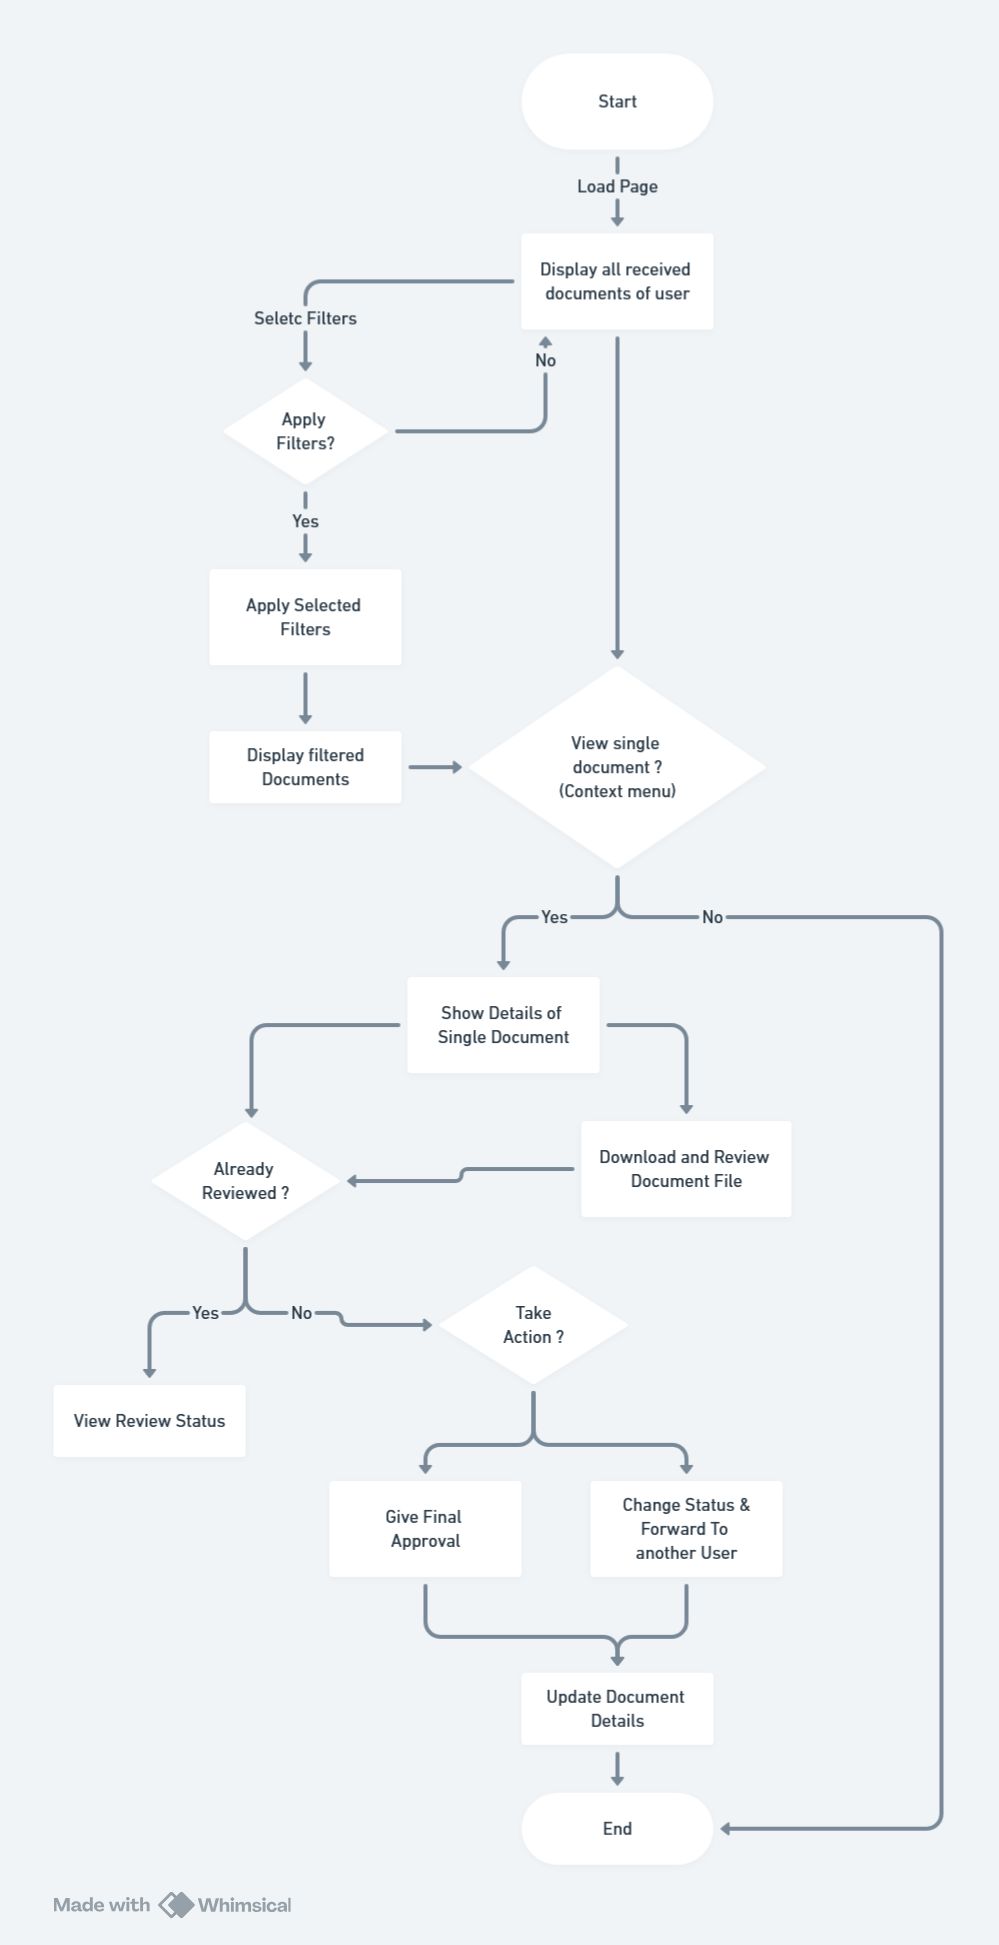 Start
Load Page
Display all received
documents of user
Seletc Filters
No
Apply
Filters?
Yes
Apply Selected
Filters
Display filtered
Documents
View single
document ?
(Context menu)
Yes
No
Show Details of
Single Document
Already
Reviewed ?
Download and Review
Document File
Yes
No
Take
Action ?
View Review Status
Give Final
Approval
Change Status &
Forward To
another User
Update Document
Details
End
Made with Whimsical